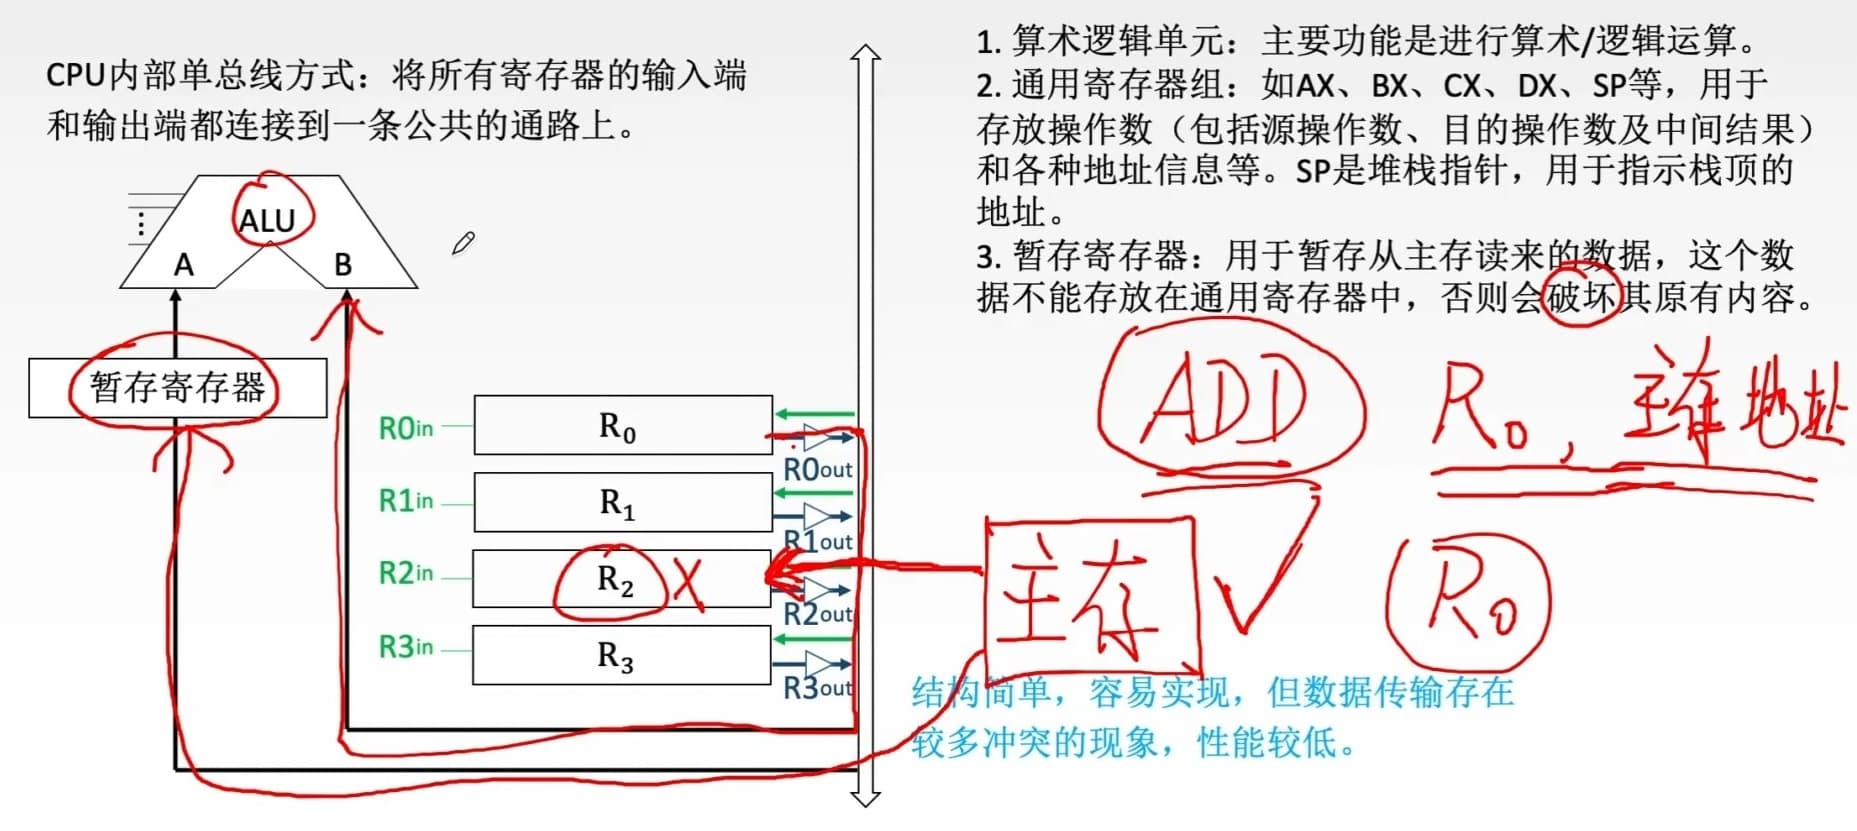 CPU内部单总线方式：将所有寄存器的输入端
和输出端都连接到一条公共的通路上。
ALU
A
B
暂存寄存器
R0in
R₀
R0out
R1in
R₁
R1out
R2in
R₂
X
R2out
R3in
R₃
R3out
1. 算术逻辑单元：主要功能是进行算术/逻辑运算。
2. 通用寄存器组：如AX、BX、CX、DX、SP等，用于
存放操作数（包括源操作数、目的操作数及中间结果）
和各种地址信息等。SP是堆栈指针，用于指示栈顶的
地址。
3. 暂存寄存器：用于暂存从主存读来的数据，这个数
据不能存放在通用寄存器中，否则会破坏其原有内容。
ADD R₀, 主存地址
主存
R₀
结构简单，容易实现，但数据传输存在
较多冲突的现象，性能较低。